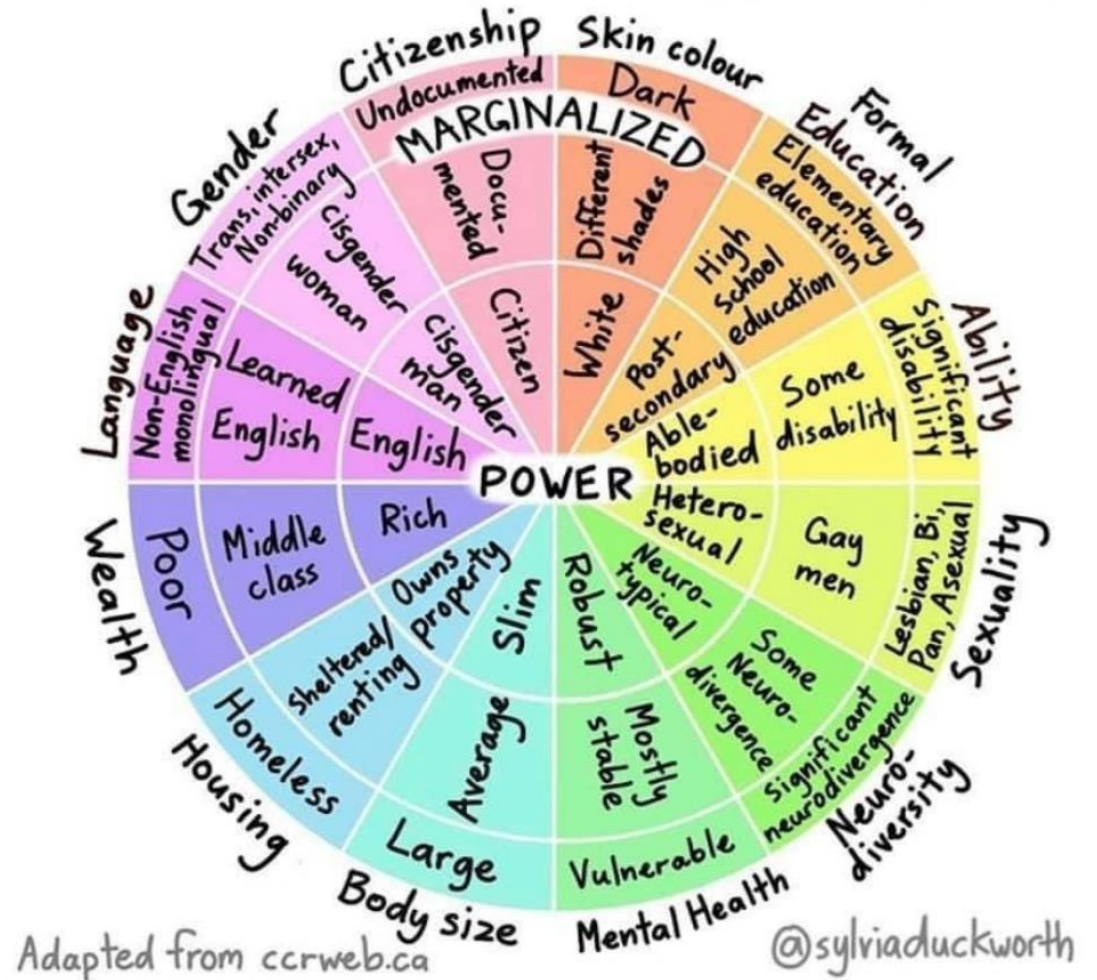 Citizenship
Undocumented
Docu-
mented
Citizen
Skin colour
Dark
Different
shades
White
Formal
Education
Elementary
education
High
school
education
Post-
secondary
Ability
Significant
disability
Some
disability
Able-
bodied
Sexuality
Lesbian, Bi,
Pan, Asexual
Gay
men
Hetero-
sexual
Neuro-
diversity
Significant
neurodivergence
Some
Neuro-
divergence
Neuro-
typical
Mental Health
Vulnerable
Mostly
stable
Robust
Body size
Large
Average
Slim
Housing
Homeless
Sheltered/
renting
Owns
property
Wealth
Poor
Middle
class
Rich
Language
Non-English
monolingual
Learned
English
English
Gender
Trans, intersex,
Non-binary
cisgender
woman
cisgender
man
MARGINALIZED
POWER
Adapted from ccrweb.ca
@sylviaduckworth